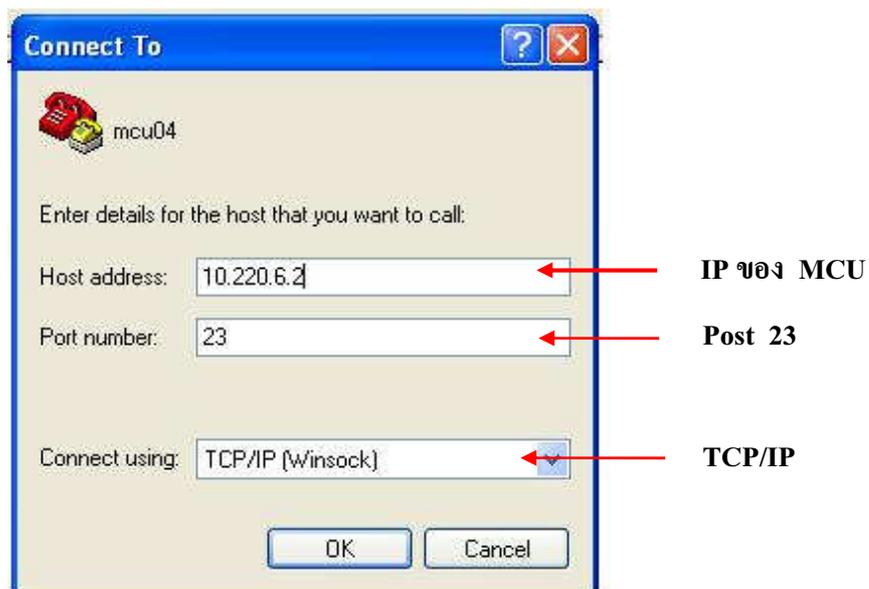 Connect To
mcu04
Enter details for the host that you want to call:
Host address: 10.220.6.2 IP ของ MCU
Port number: 23 Post 23
Connect using: TCP/IP (Winsock) TCP/IP
OK Cancel